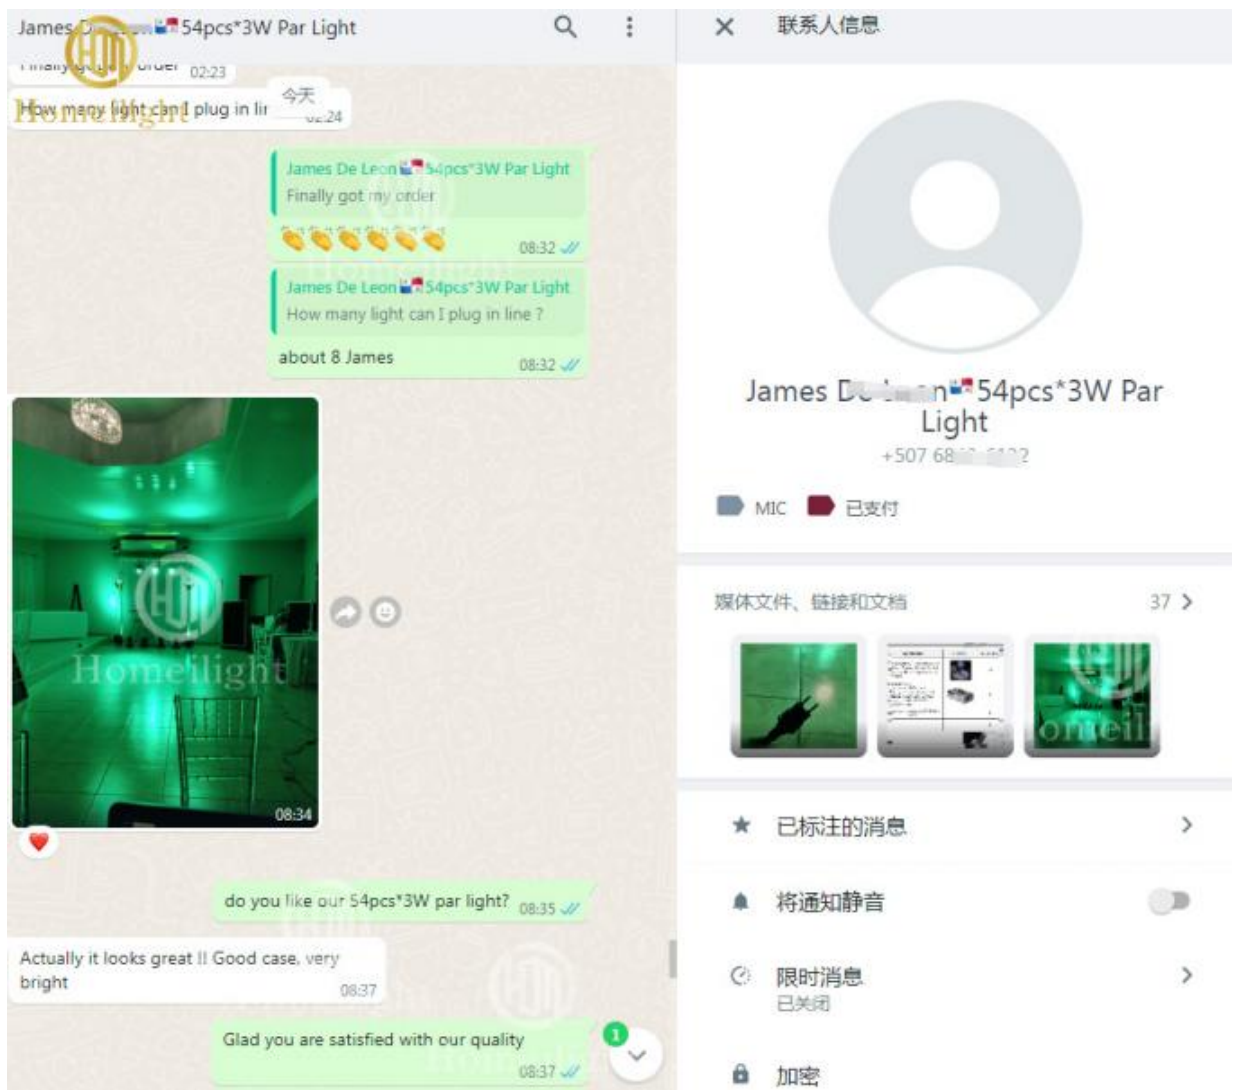 James 54pcs*3W Par Light
Finally got order 02:23
今天
How many light can I plug in lir 02:24
Homeilight
James De Leon 54pcs*3W Par Light
Finally got my order
08:32
James De Leon 54pcs*3W Par Light
How many light can I plug in line ?
about 8 James
08:32
Homeilight
08:34
do you like our 54pcs*3W par light? 08:35
Actually it looks great !! Good case, very
bright
08:37
Glad you are satisfied with our quality
08:37
1
联系人信息
James 54pcs*3W Par
Light
+507 68
MIC 已支付
媒体文件、链接和文档 37
已标注的消息
将通知静音
限时消息
已关闭
加密